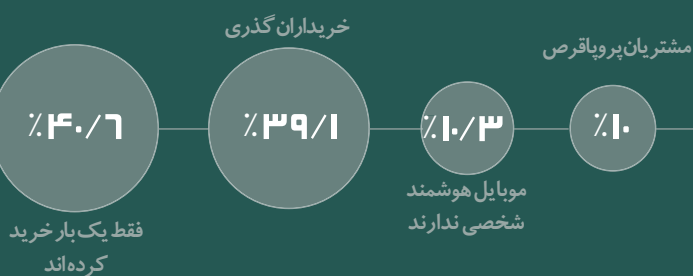 مشتریان پروپاقرص
٪۱۰
٪۱۰/۳
موبایل هوشمند
شخصی ندارند
خریداران گذری
٪۳۹/۱
٪۴۰/۶
فقط یک بار خرید
کرده‌اند